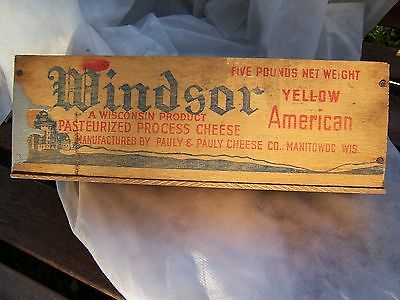 Windsor
FIVE POUNDS NET WEIGHT
YELLOW
American
A WISCONSIN PRODUCT
PASTEURIZED PROCESS CHEESE
MANUFACTURED BY PAULY & PAULY CHEESE CO., MANITOWOC WIS.